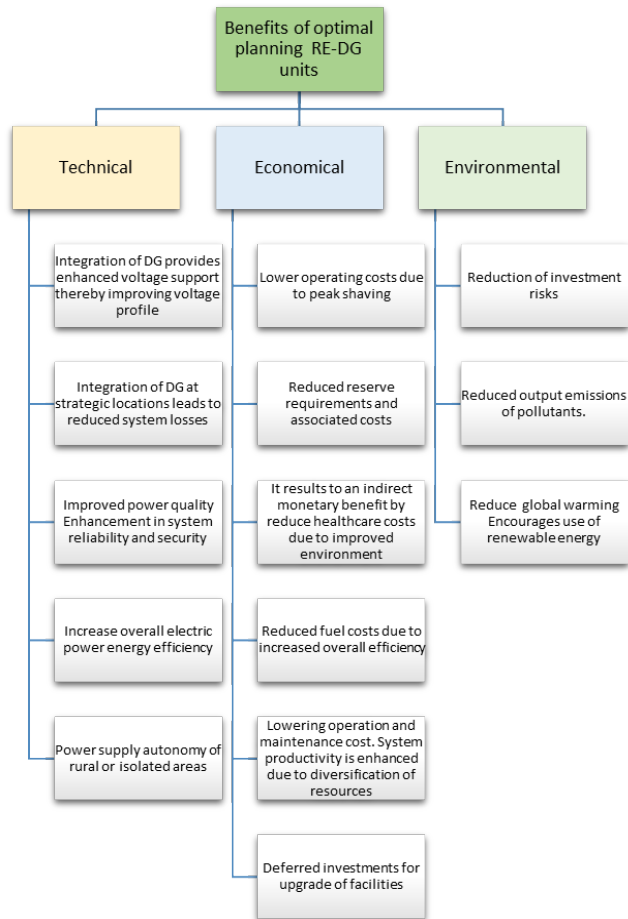 Benefits of optimal
planning RE-DG
units
Technical
Economical
Environmental
Integration of DG provides
enhanced voltage support
thereby improving voltage
profile
Integration of DG at
strategic locations leads to
reduced system losses
Improved power quality
Enhancement in system
reliability and security
Increase overall electric
power energy efficiency
Power supply autonomy of
rural or isolated areas
Lower operating costs due
to peak shaving
Reduced reserve
requirements and
associated costs
It results to an indirect
monetary benefit by
reduce healthcare costs
due to improved
environment
Reduced fuel costs due to
increased overall efficiency
Lowering operation and
maintenance cost. System
productivity is enhanced
due to diversification of
resources
Deferred investments for
upgrade of facilities
Reduction of investment
risks
Reduced output emissions
of pollutants.
Reduce global warming
Encourages use of
renewable energy